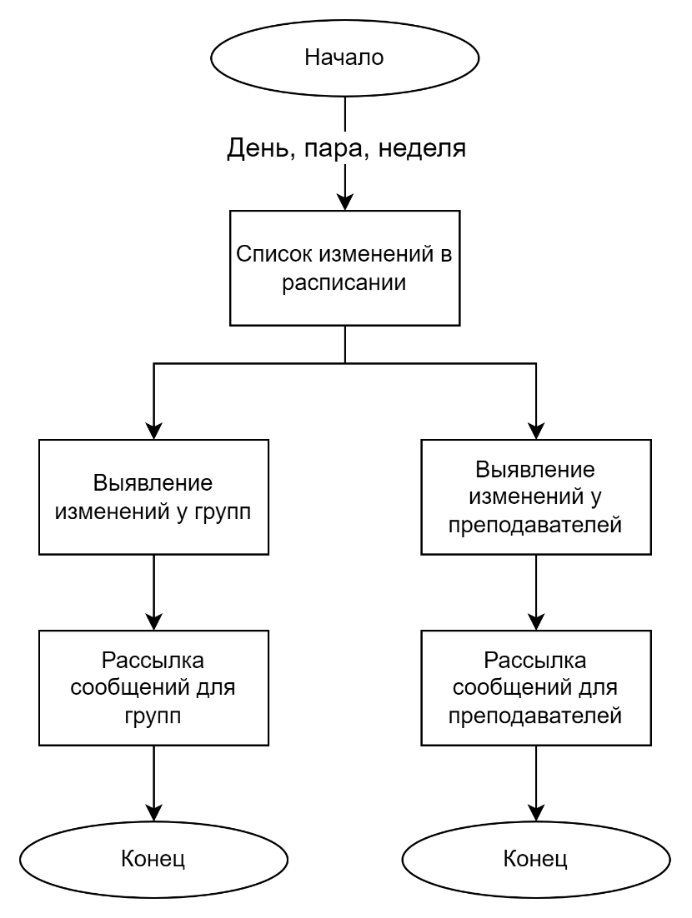 Начало
День, пара, неделя
Список изменений в
расписании
Выявление
изменений у групп
Выявление
изменений у
преподавателей
Рассылка
сообщений для
групп
Рассылка
сообщений для
преподавателей
Конец
Конец